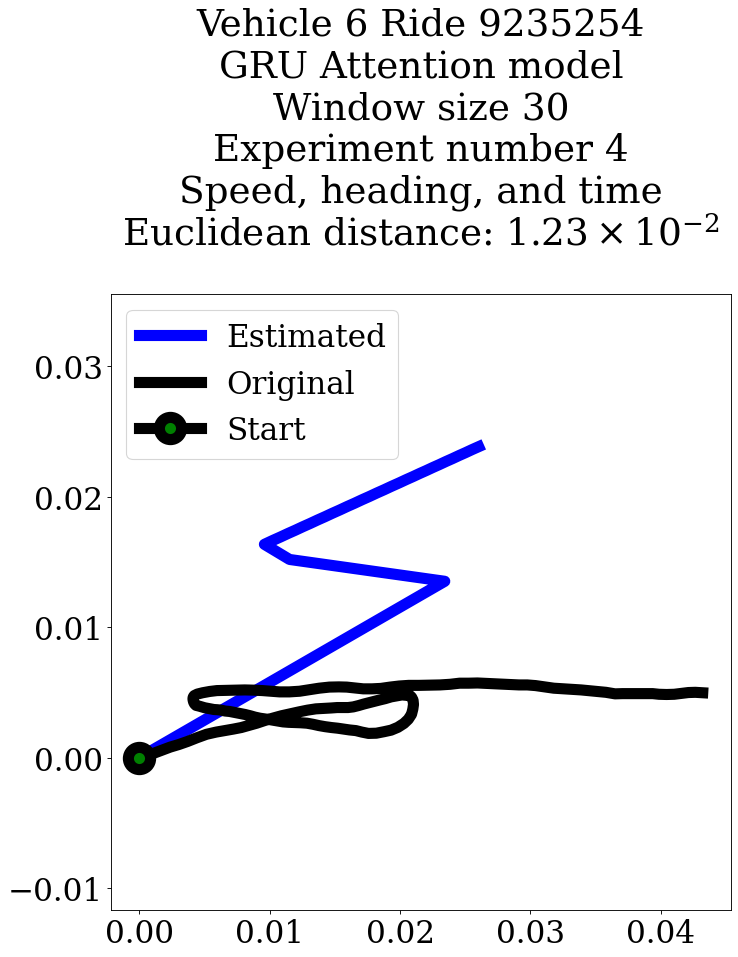 Vehicle 6 Ride 9235254
GRU Attention model
Window size 30
Experiment number 4
Speed, heading, and time
Euclidean distance: 1.23 × 10⁻²
Estimated
Original
Start
0.03
0.02
0.01
0.00
−0.01
0.00 0.01 0.02 0.03 0.04